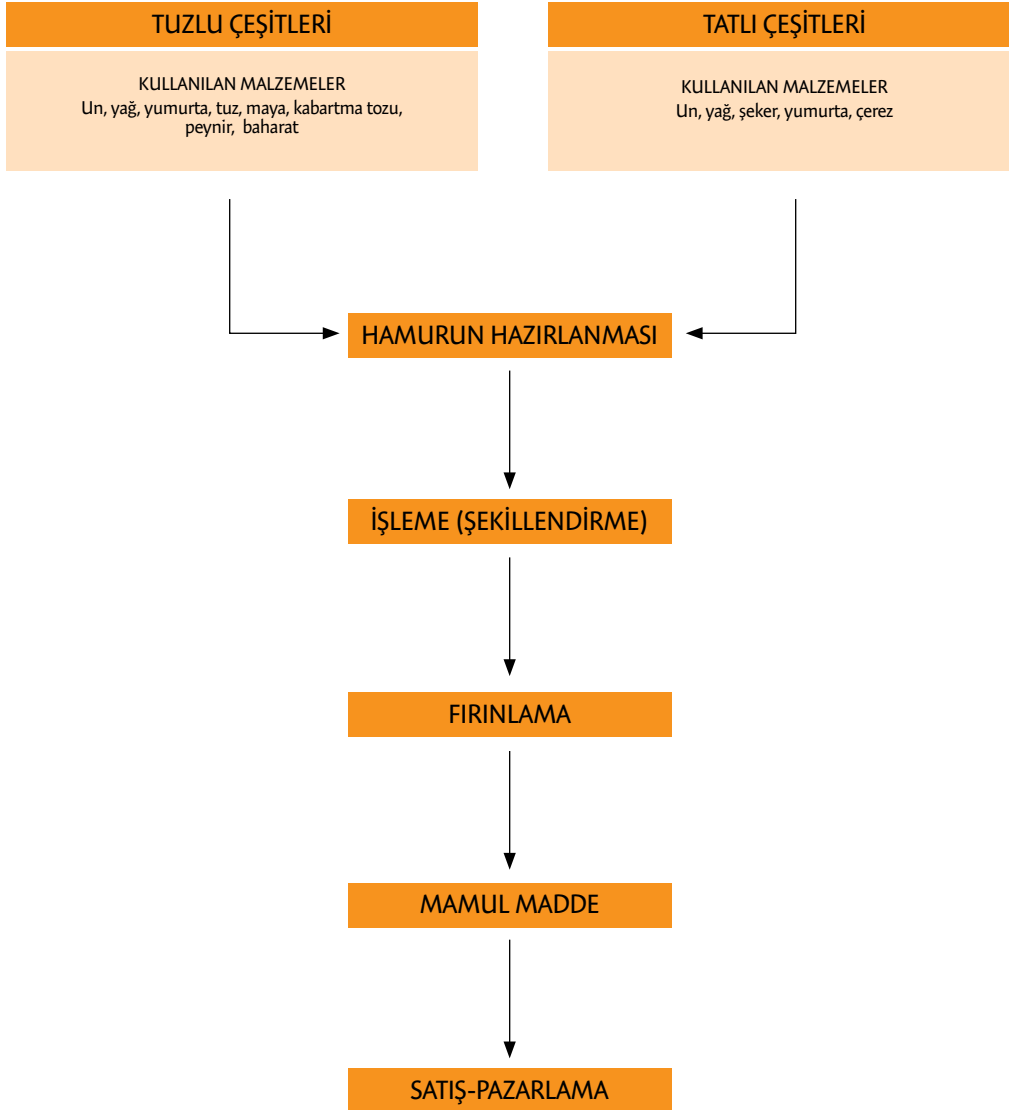 TUZLU ÇEŞİTLERİ
KULLANILAN MALZEMELER
Un, yağ, yumurta, tuz, maya, kabartma tozu,
peynir, baharat
TATLI ÇEŞİTLERİ
KULLANILAN MALZEMELER
Un, yağ, şeker, yumurta, çerez
HAMURUN HAZIRLANMASI
İŞLEME (ŞEKİLLENDİRME)
FIRINLAMA
MAMUL MADDE
SATIŞ-PAZARLAMA